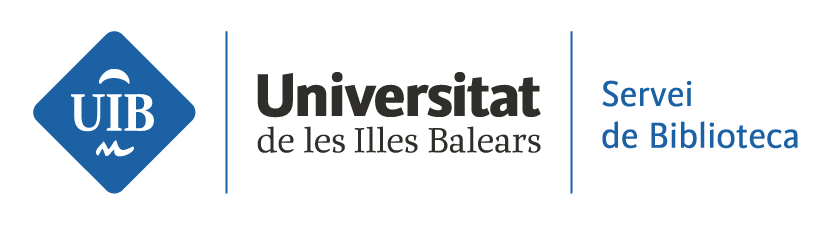 UIB
Universitat
de les Illes Balears
Servei
de Biblioteca